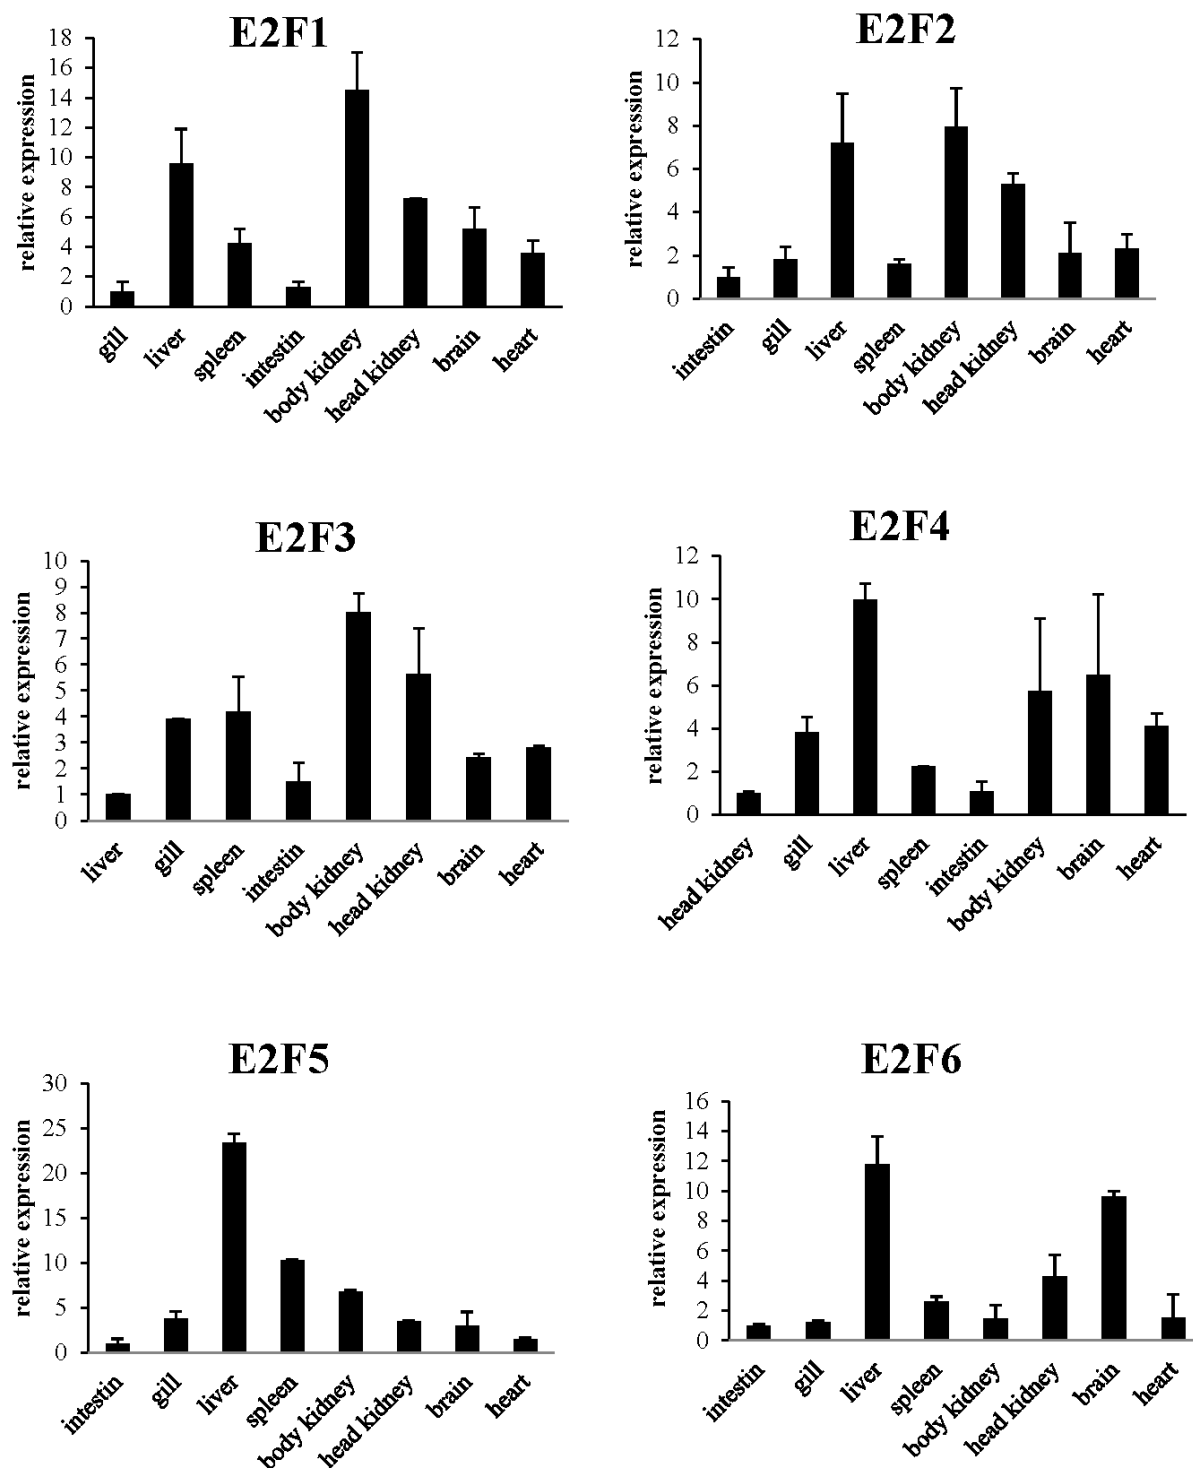 E2F1
relative expression
18
16
14
12
10
8
6
4
2
0
gill
liver
spleen
intestin
body kidney
head kidney
brain
heart
E2F2
relative expression
12
10
8
6
4
2
0
intestin
gill
liver
spleen
body kidney
head kidney
brain
heart
E2F3
relative expression
10
9
8
7
6
5
4
3
2
1
0
liver
gill
spleen
intestin
body kidney
head kidney
brain
heart
E2F4
relative expression
12
10
8
6
4
2
0
head kidney
gill
liver
spleen
intestin
body kidney
brain
heart
E2F5
relative expression
30
25
20
15
10
5
0
intestin
gill
liver
spleen
body kidney
head kidney
brain
heart
E2F6
relative expression
16
14
12
10
8
6
4
2
0
intestin
gill
liver
spleen
body kidney
head kidney
brain
heart